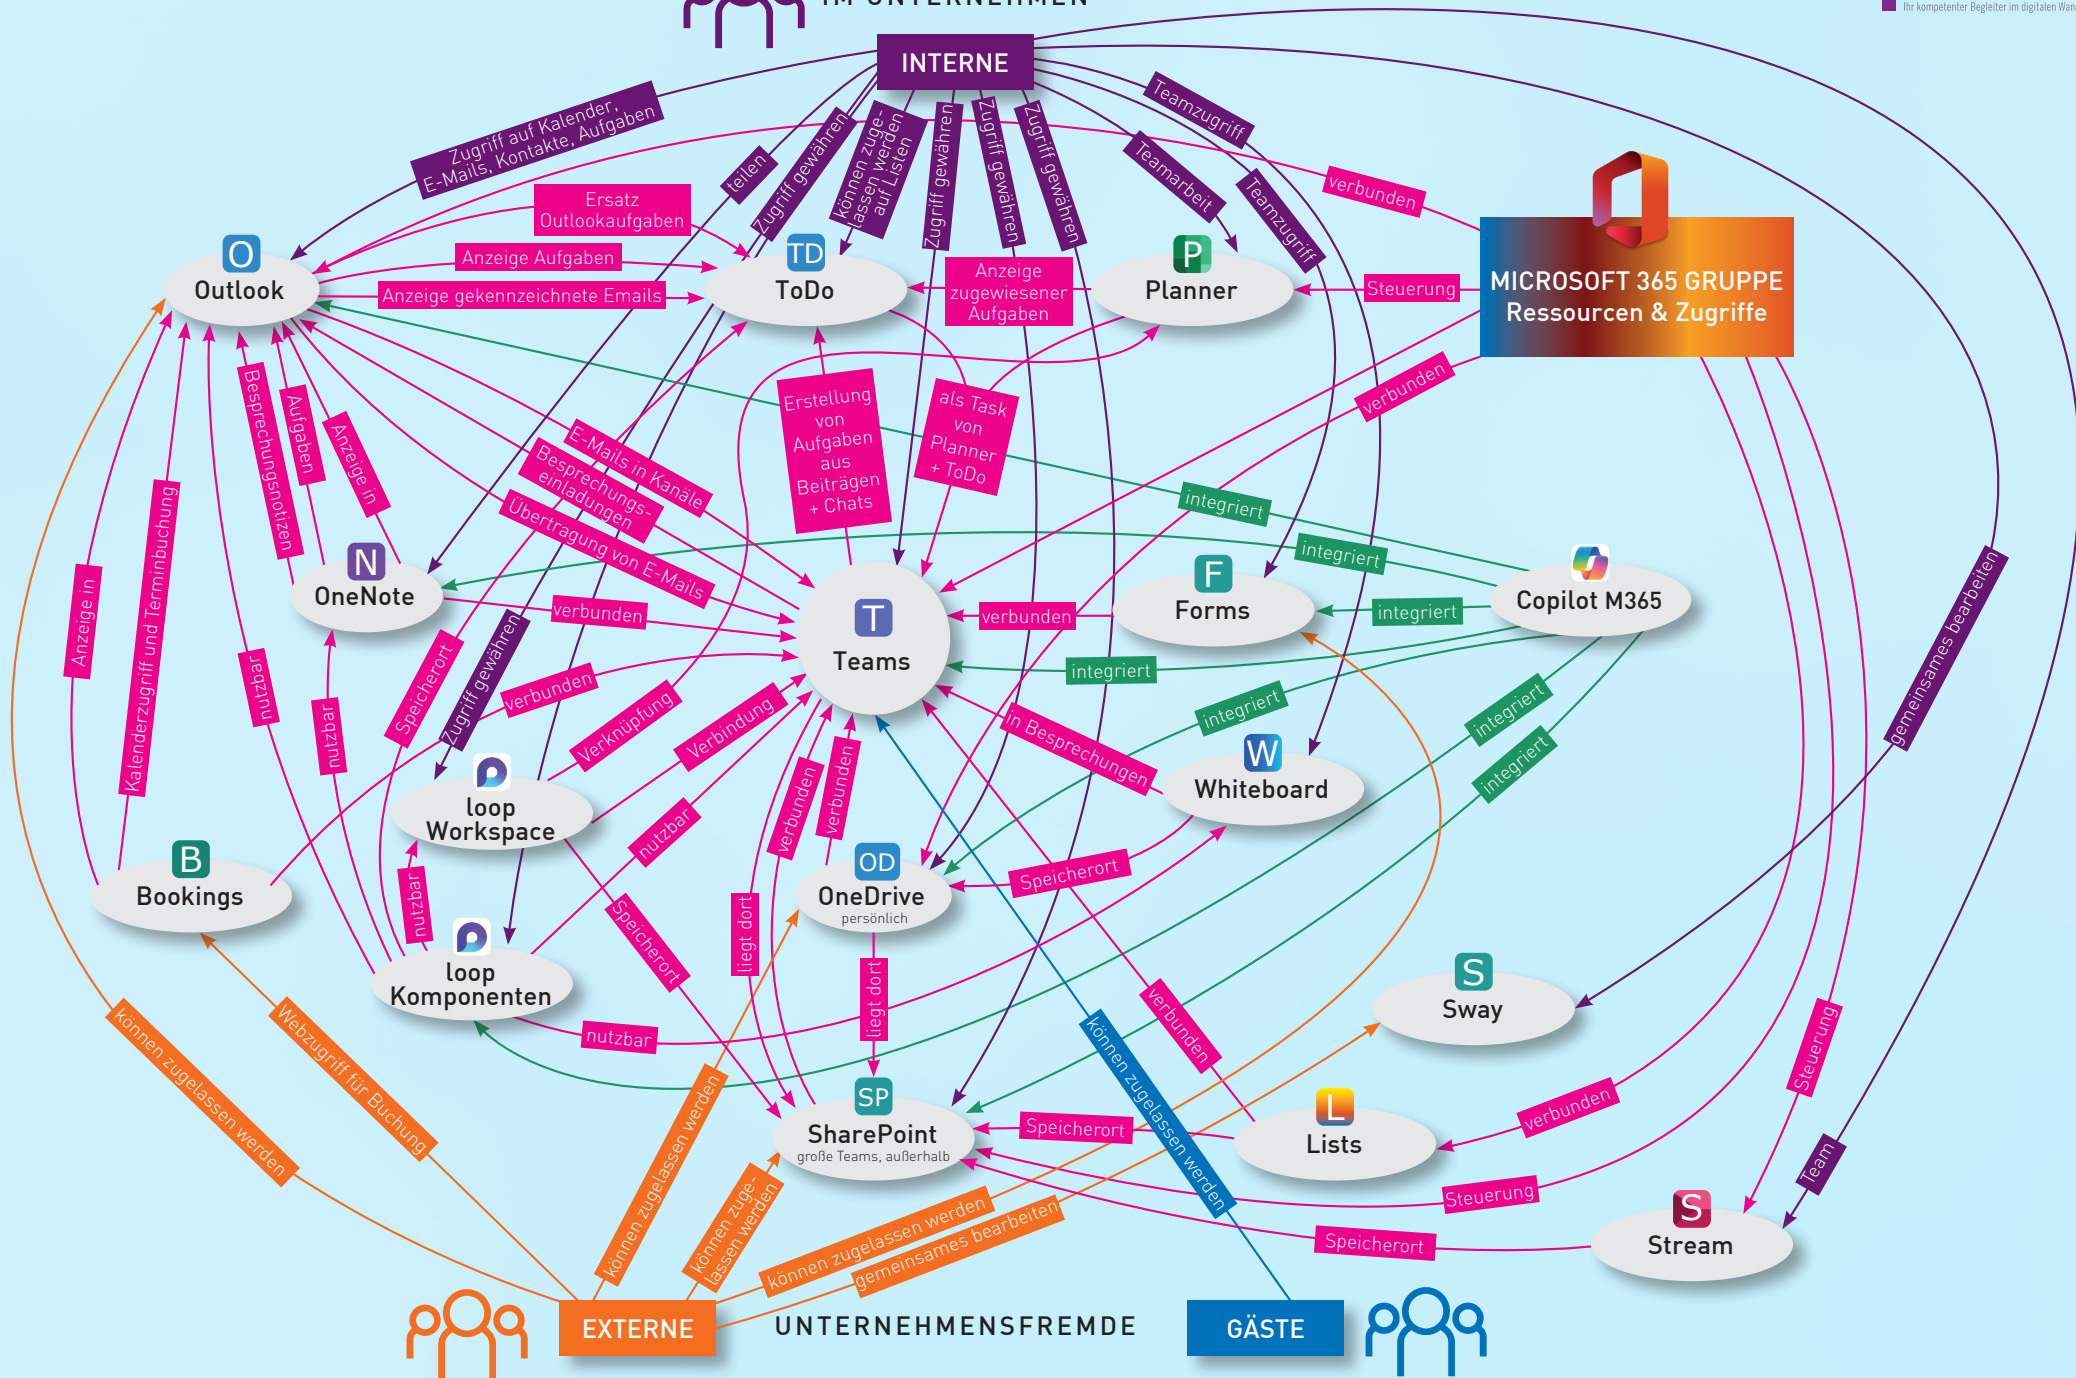 IM UNTERNEHMEN
Ihr kompetenter Begleiter im digitalen
INTERNE
Zugriff auf Kalender,
E-Mails, Kontakte, Aufgaben
teilen
Zugriff gewähren
können zuge-
lassen werden
auf Listen
Zugriff gewähren
Zugriff gewähren
Zugriff gewähren
Teamarbeit
Teamzugriff
Teamzugriff
verbunden
Ersatz
Outlookaufgaben
Anzeige Aufgaben
Anzeige gekennzeichnete Emails
O
Outlook
TD
ToDo
Anzeige
zugewiesener
Aufgaben
P
Planner
Steuerung
MICROSOFT 365 GRUPPE
Ressourcen & Zugriffe
verbunden
Besprechungsnotizen
Aufgaben
Anzeige in
E-Mails in Kanäle
Besprechungs-
einladungen
Übertragung von E-Mails
Erstellung
von
Aufgaben
aus
Beiträgen
+ Chats
als Task
von
Planner
+ ToDo
integriert
integriert
integriert
integriert
integriert
integriert
integriert
Kalenderzugriff und Terminbuchung
Anzeige in
N
OneNote
verbunden
T
Teams
verbunden
F
Forms
Copilot M365
gemeinsames bearbeiten
nutzbar
nutzbar
Speicherort
Zugriff gewähren
verbunden
Verknüpfung
Verbindung
in Besprechungen
W
Whiteboard
loop
Workspace
nutzbar
verbunden
verbunden
B
Bookings
nutzbar
Speicherort
liegt dort
OD
OneDrive
persönlich
Speicherort
loop
Komponenten
nutzbar
liegt dort
verbunden
S
Sway
Steuerung
können zugelassen werden
Webzugriff für Buchung
können zugelassen werden
können zuge-
lassen werden
SP
SharePoint
große Teams, außerhalb
Speicherort
können zugelassen werden
L
Lists
verbunden
Team
Steuerung
Speicherort
S
Stream
können zugelassen werden
gemeinsames bearbeiten
EXTERNE
UNTERNEHMENSFREMDE
GÄSTE